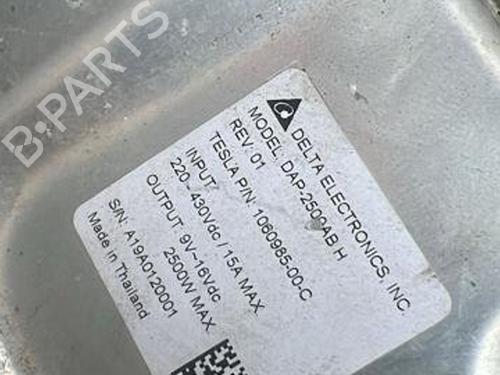 B-PARTS
DELTA ELECTRONICS, INC.
MODEL: DAP-2500AB H
REV: 01
TESLA P/N: 1060985-00-C
INPUT:
220- 430Vdc / 15A MAX
OUTPUT: 9V~16Vdc
2500W MAX
S/N: A19A0120001
Made in Thailand